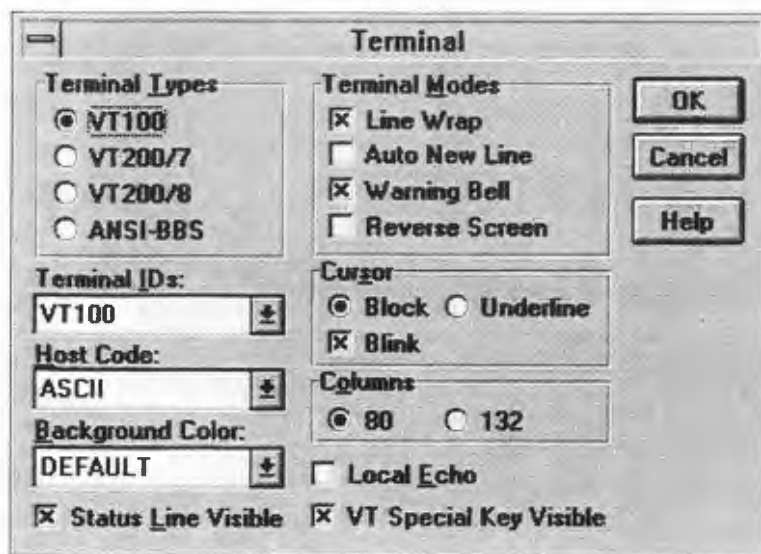 Terminal
Terminal Types
VT100
VT200/7
VT200/8
ANSI-BBS
Terminal IDs:
VT100
Host Code:
ASCII
Background Color:
DEFAULT
Status Line Visible
Terminal Modes
Line Wrap
Auto New Line
Warning Bell
Reverse Screen
Cursor
Block Underline
Blink
Columns
80 132
Local Echo
VT Special Key Visible
OK
Cancel
Help